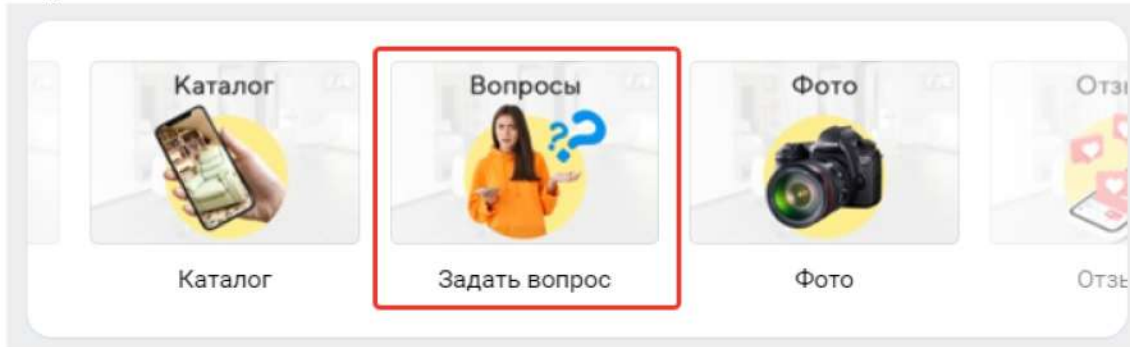 Каталог
Вопросы
Фото
Каталог
Задать вопрос
Фото